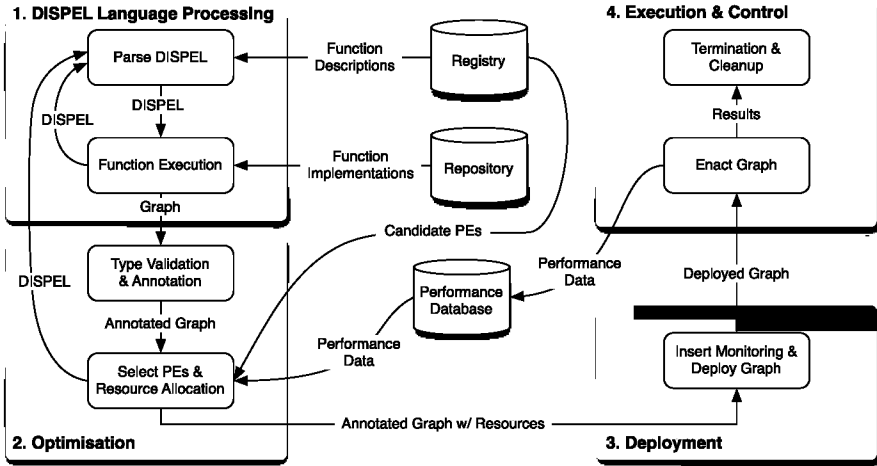 1. DISPEL Language Processing
4. Execution & Control
Parse DISPEL
Function
Descriptions
Registry
Termination &
Cleanup
DISPEL
DISPEL
Results
Function Execution
Function
Implementations
Repository
Enact Graph
Graph
Candidate PEs
Type Validation
& Annotation
DISPEL
Performance
Database
Performance
Data
Deployed Graph
Annotated Graph
Performance
Data
Select PEs &
Resource Allocation
Insert Monitoring &
Deploy Graph
Annotated Graph w/ Resources
2. Optimisation
3. Deployment